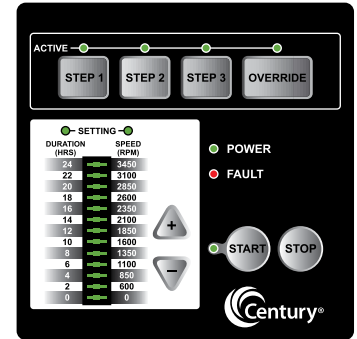 ACTIVE
STEP 1 STEP 2 STEP 3 OVERRIDE
SETTING
DURATION (HRS) SPEED (RPM)
24 3450
22 3100
20 2850
18 2600
16 2350
14 2100
12 1850
10 1600
8 1350
6 1100
4 850
2 600
0 0
+
−
POWER
FAULT
START STOP
Century®